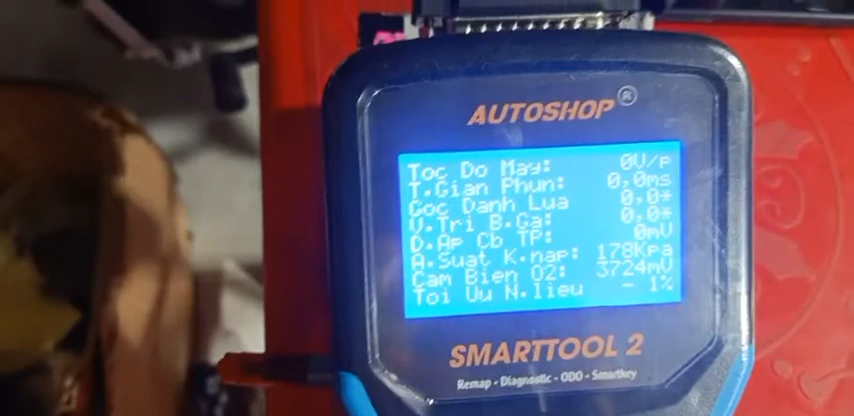 AUTOSHOP ®
Toc Do May: 0V/p
T.Gian Phun: 0,0ms
Goc Danh Lua 0,0*
V.Tri B.Ga: 0,0*
D.Ap Cb TP: 0mV
A.Suat K.nap: 178Kpa
Cam Bien O2: 3724mV
Toi Uu N.lieu - 1%
SMARTTOOL 2
Remap - Diagnostic - ODO - Smartkey